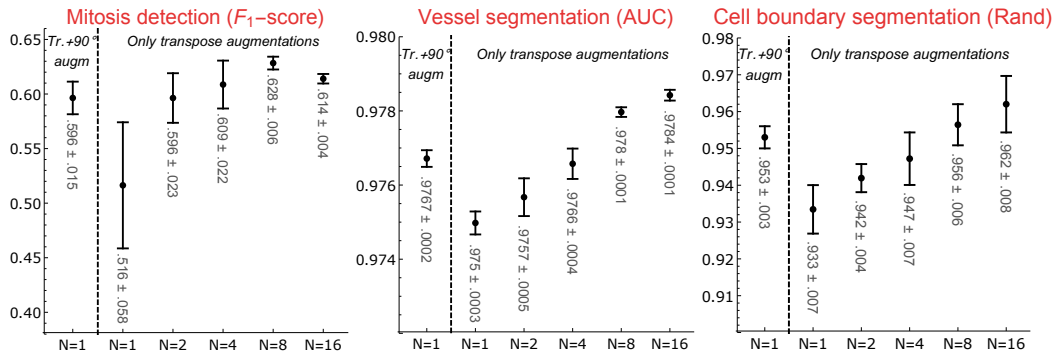 Mitosis detection (F1−score)
Tr.+90° augm
Only transpose augmentations
0.65
0.60
0.55
0.50
0.45
0.40
.596 ± .015
.516 ± .058
.596 ± .023
.609 ± .022
.628 ± .006
.614 ± .004
N=1
N=1
N=2
N=4
N=8
N=16
Vessel segmentation (AUC)
Tr.+90° augm
Only transpose augmentations
0.980
0.978
0.976
0.974
.9767 ± .0002
.975 ± .0003
.9757 ± .0005
.9766 ± .0004
.978 ± .0001
.9784 ± .0001
N=1
N=1
N=2
N=4
N=8
N=16
Cell boundary segmentation (Rand)
Tr.+90° augm
Only transpose augmentations
0.98
0.97
0.96
0.95
0.94
0.93
0.92
0.91
.953 ± .003
.933 ± .007
.942 ± .004
.947 ± .007
.956 ± .006
.962 ± .008
N=1
N=1
N=2
N=4
N=8
N=16